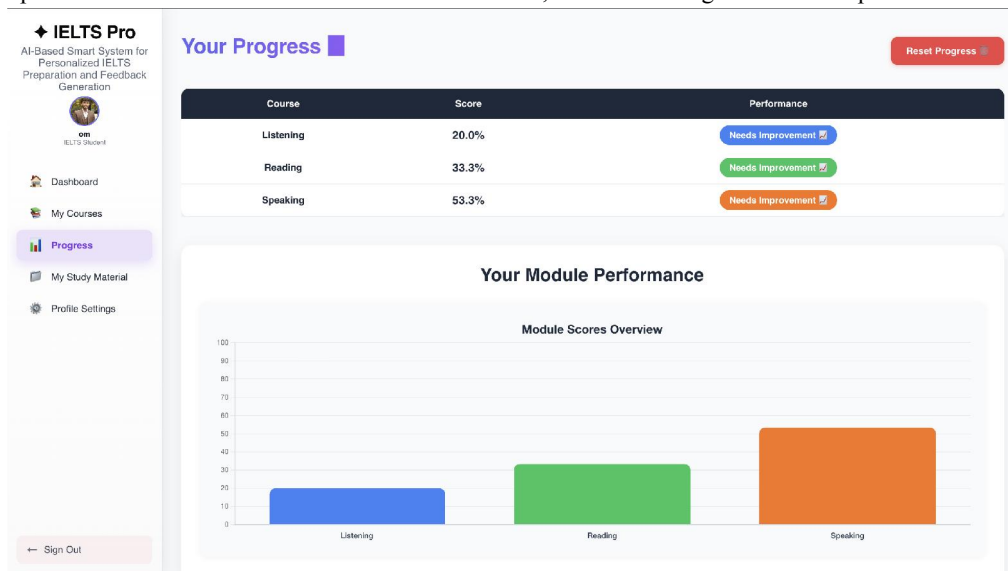 ✦ IELTS Pro
AI-Based Smart System for
Personalized IELTS
Preparation and Feedback
Generation
om
IELTS Student
Dashboard
My Courses
Progress
My Study Material
Profile Settings
← Sign Out
Your Progress
Reset Progress
Course Score Performance
Listening 20.0% Needs Improvement
Reading 33.3% Needs Improvement
Speaking 53.3% Needs Improvement
Your Module Performance
Module Scores Overview
100
90
80
70
60
50
40
30
20
10
0
Listening Reading Speaking